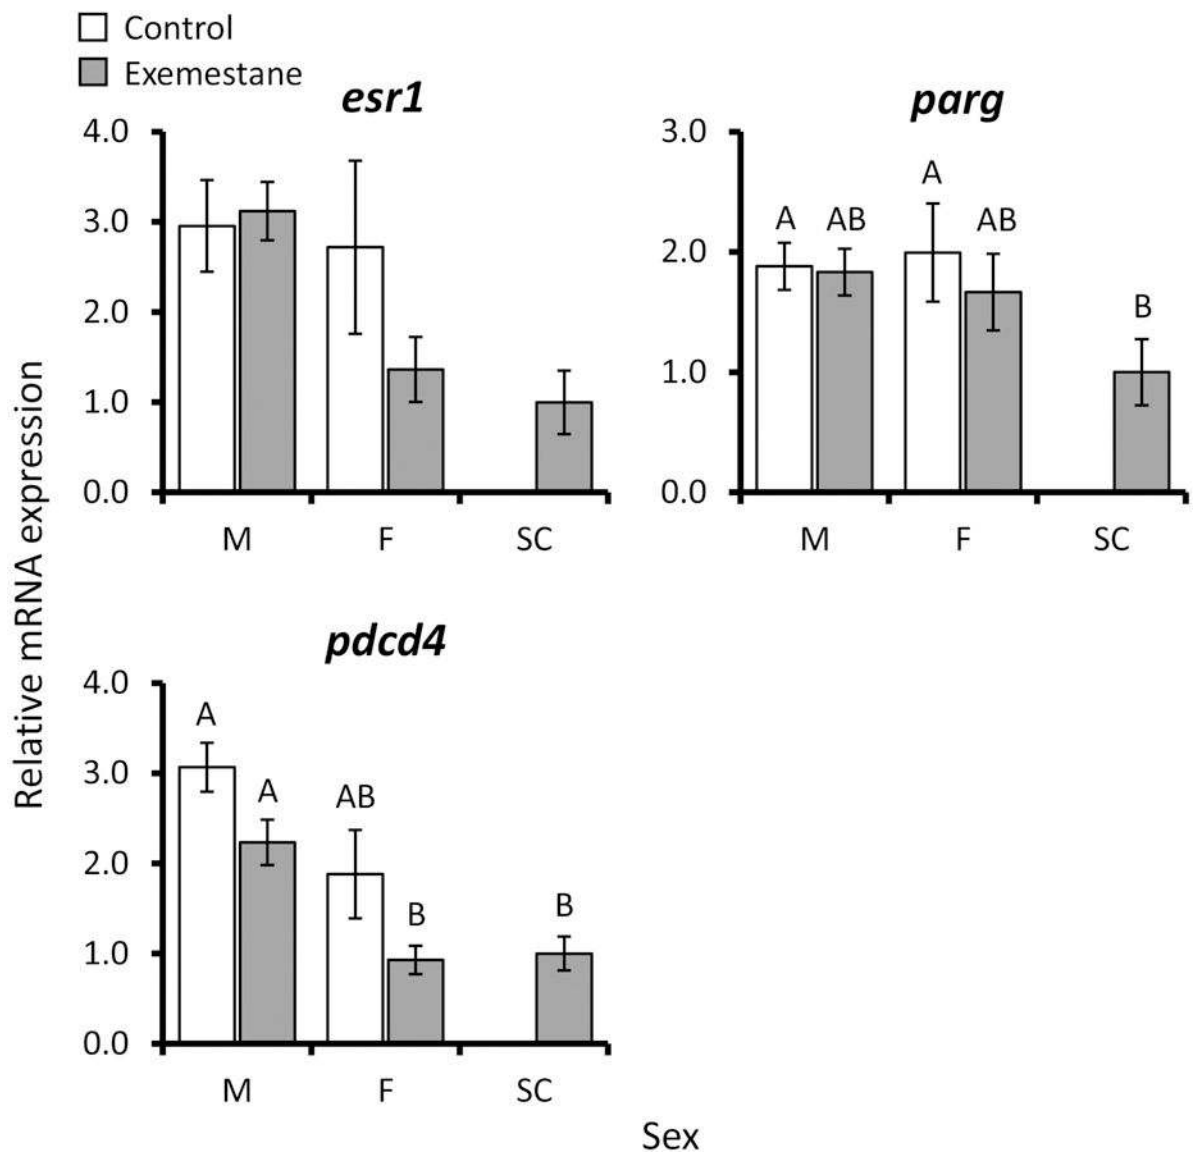 Control
Exemestane
esr1
4.0
3.0
2.0
1.0
0.0
M F SC
parg
3.0
2.0
1.0
0.0
A AB A AB B
M F SC
pdcd4
4.0
3.0
2.0
1.0
0.0
A A AB B B
M F SC
Relative mRNA expression
Sex